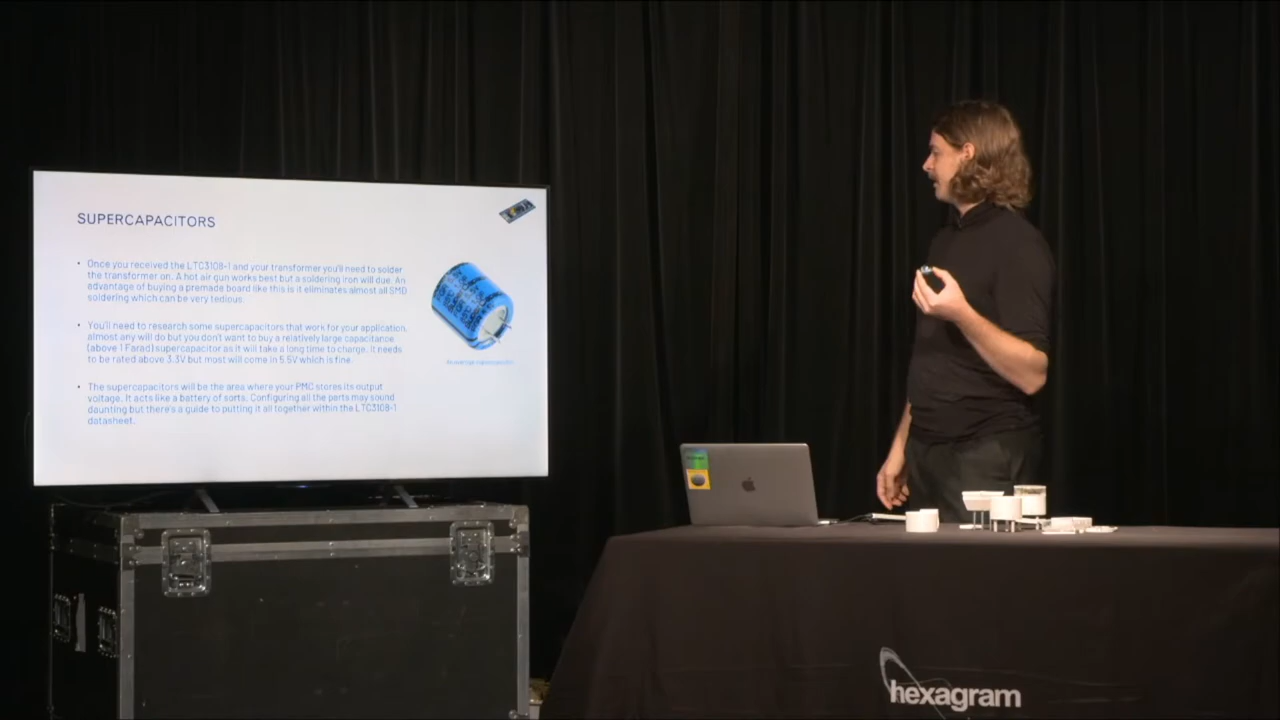 SUPERCAPACITORS
• Once you received the LTC3108-1 and your transformer you'll need to solder
the transformer on. A hot air gun works best but a soldering iron will due. An
advantage of buying a premade board like this is it eliminates almost all SMD
soldering which can be very tedious.
• You'll need to research some supercapacitors that work for your application,
almost any will do but you don't want to buy a relatively large capacitance
(above 1 Farad) supercapacitor as it will take a long time to charge. It needs
to be rated above 3.3V but most will come in 5.5V which is fine.
• The supercapacitors will be the area where your PMC stores its output
voltage. It acts like a battery of sorts. Configuring all the parts may sound
daunting but there's a guide to putting it all together within the LTC3108-1
datasheet.
hexagram